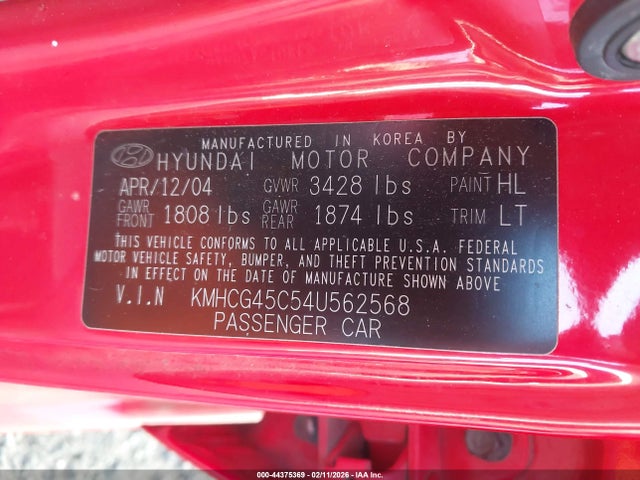 MANUFACTURED IN KOREA BY
HYUNDAI MOTOR COMPANY
APR/12/04 GVWR 3428 lbs PAINT HL
GAWR FRONT 1808 lbs GAWR REAR 1874 lbs TRIM LT
THIS VEHICLE CONFORMS TO ALL APPLICABLE U.S.A. FEDERAL
MOTOR VEHICLE SAFETY, BUMPER, AND THEFT PREVENTION STANDARDS
IN EFFECT ON THE DATE OF MANUFACTURE SHOWN ABOVE
V.I.N KMHCG45C54U562568
PASSENGER CAR
000-44375369 - 02/11/2026 - IAAI.COM